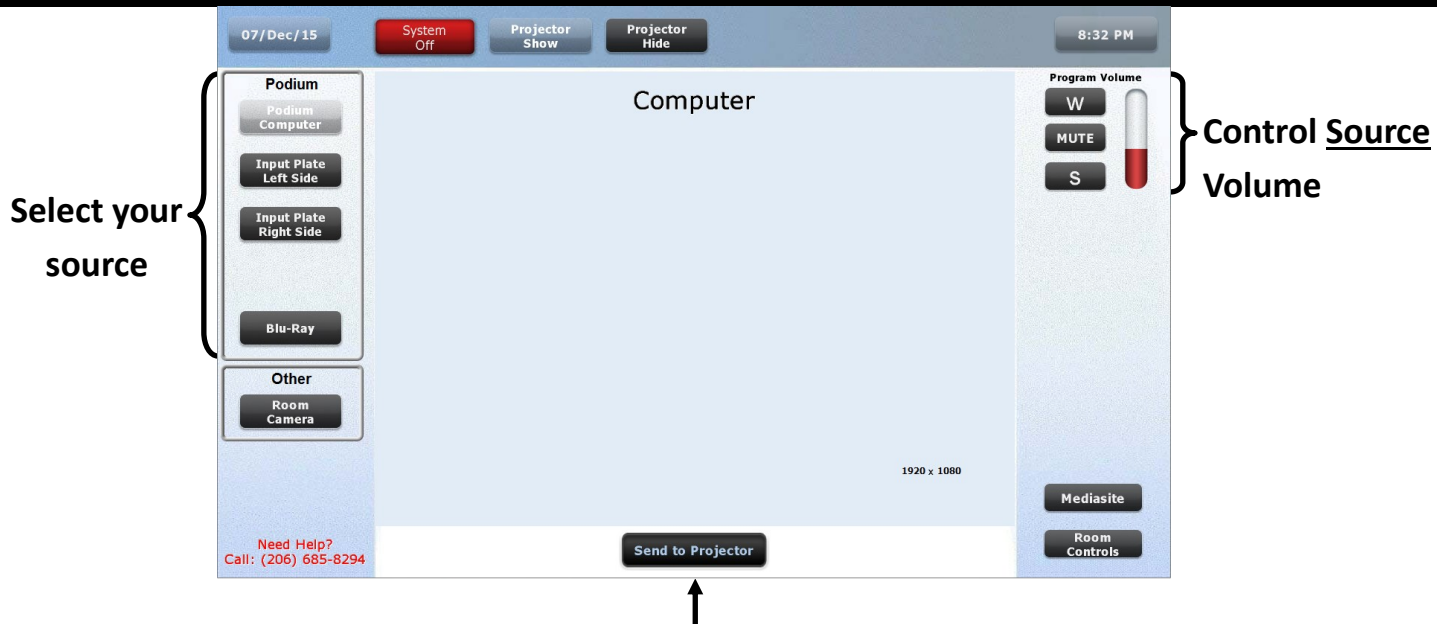 07/Dec/15
System
Off
Projector
Show
Projector
Hide
8:32 PM
Podium
Podium
Computer
Input Plate
Left Side
Input Plate
Right Side
Blu-Ray
Other
Room
Camera
Need Help?
Call: (206) 685-8294
Select your
source
Computer
1920 x 1080
Send to Projector
Program Volume
W
MUTE
S
Control Source
Volume
Mediasite
Room
Controls